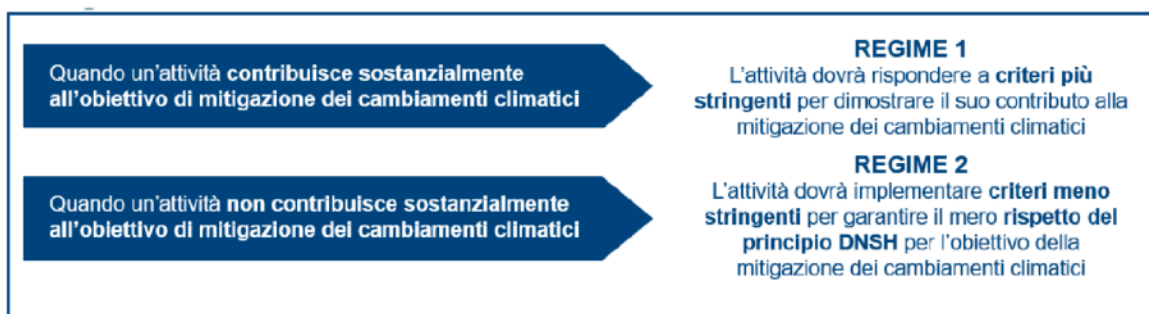 Quando un'attività contribuisce sostanzialmente
all'obiettivo di mitigazione dei cambiamenti climatici
REGIME 1
L'attività dovrà rispondere a criteri più
stringenti per dimostrare il suo contributo alla
mitigazione dei cambiamenti climatici
Quando un'attività non contribuisce sostanzialmente
all'obiettivo di mitigazione dei cambiamenti climatici
REGIME 2
L'attività dovrà implementare criteri meno
stringenti per garantire il mero rispetto del
principio DNSH per l'obiettivo della
mitigazione dei cambiamenti climatici